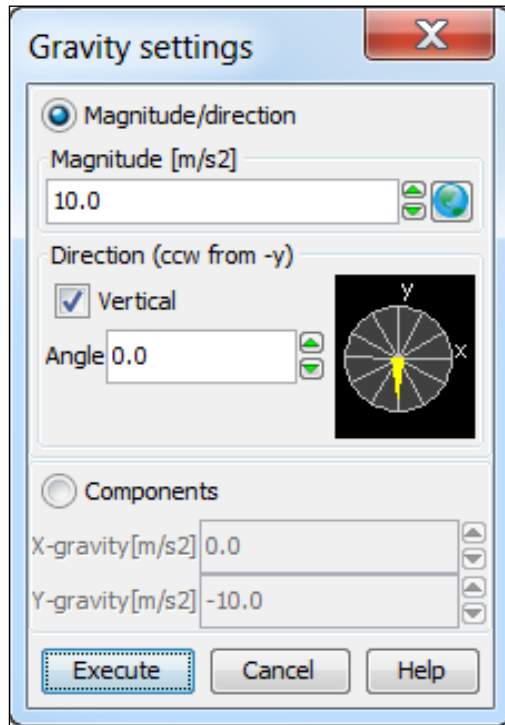 Gravity settings
Magnitude/direction
Magnitude [m/s2]
10.0
Direction (ccw from -y)
Vertical
y
x
Angle 0.0
Components
X-gravity[m/s2] 0.0
Y-gravity[m/s2] -10.0
Execute Cancel Help